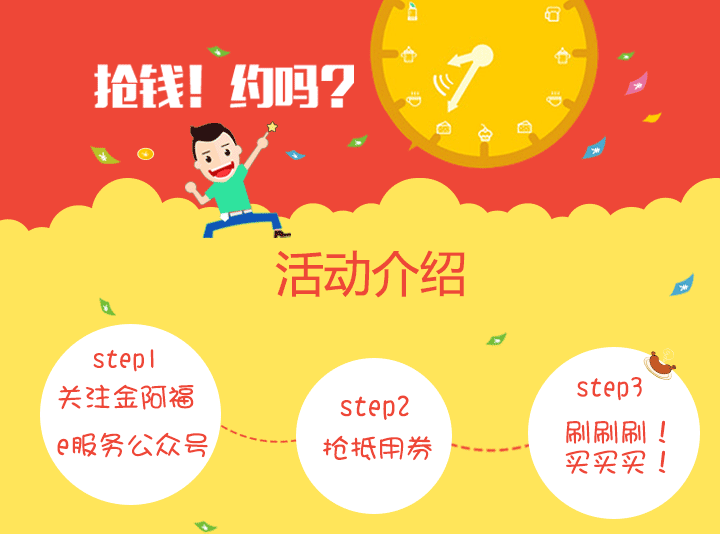 抢钱！约吗？
活动介绍
step1
关注金阿福
e服务公众号
step2
抢抵用券
step3
刷刷刷！
买买买！